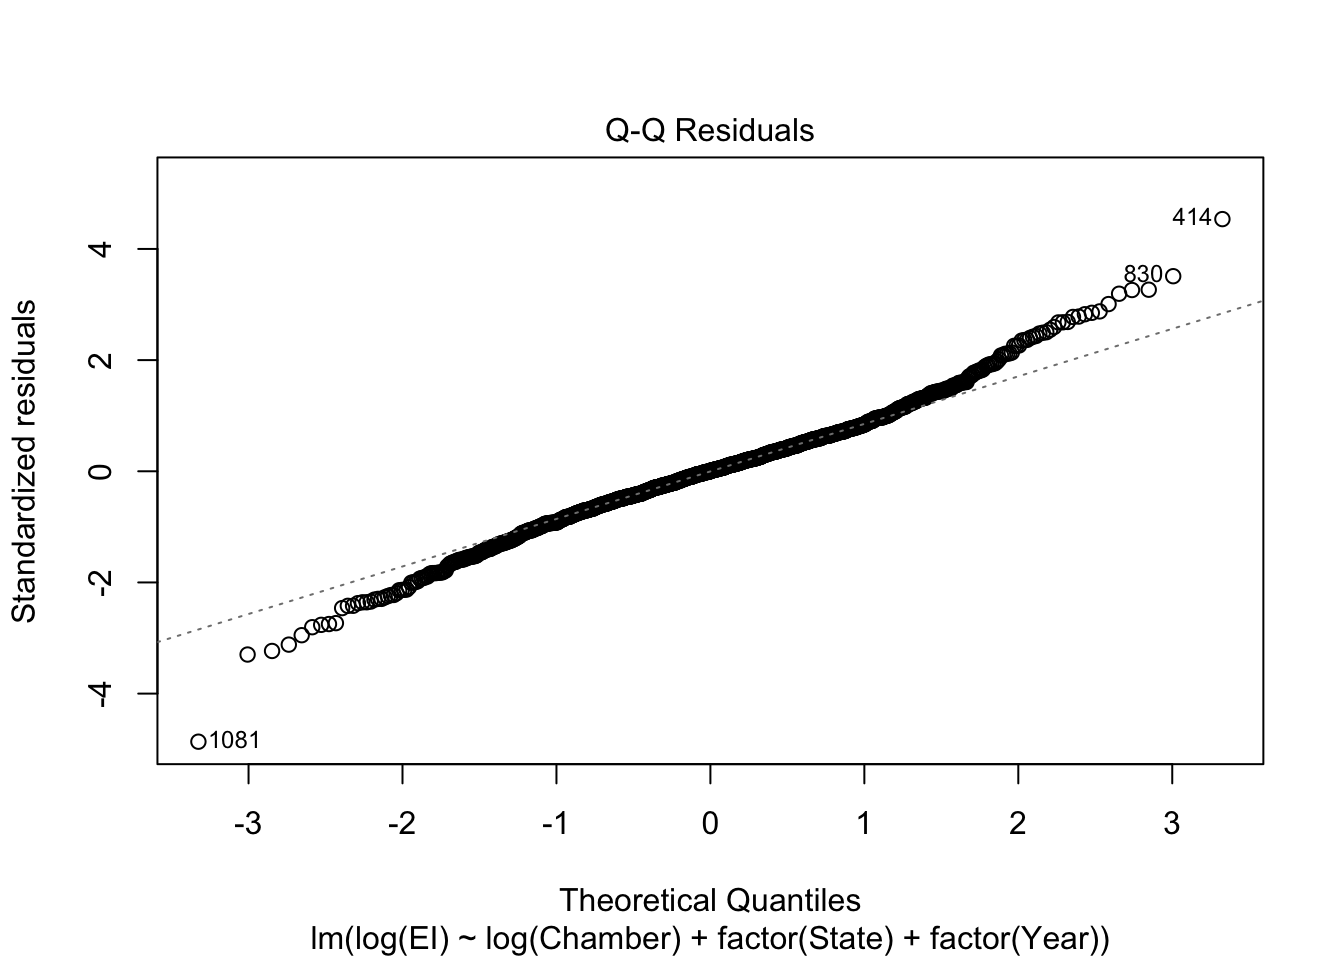 Q-Q Residuals
Standardized residuals
4
2
0
-2
-4
414
830
1081
-3 -2 -1 0 1 2 3
Theoretical Quantiles
lm(log(EI) ~ log(Chamber) + factor(State) + factor(Year))